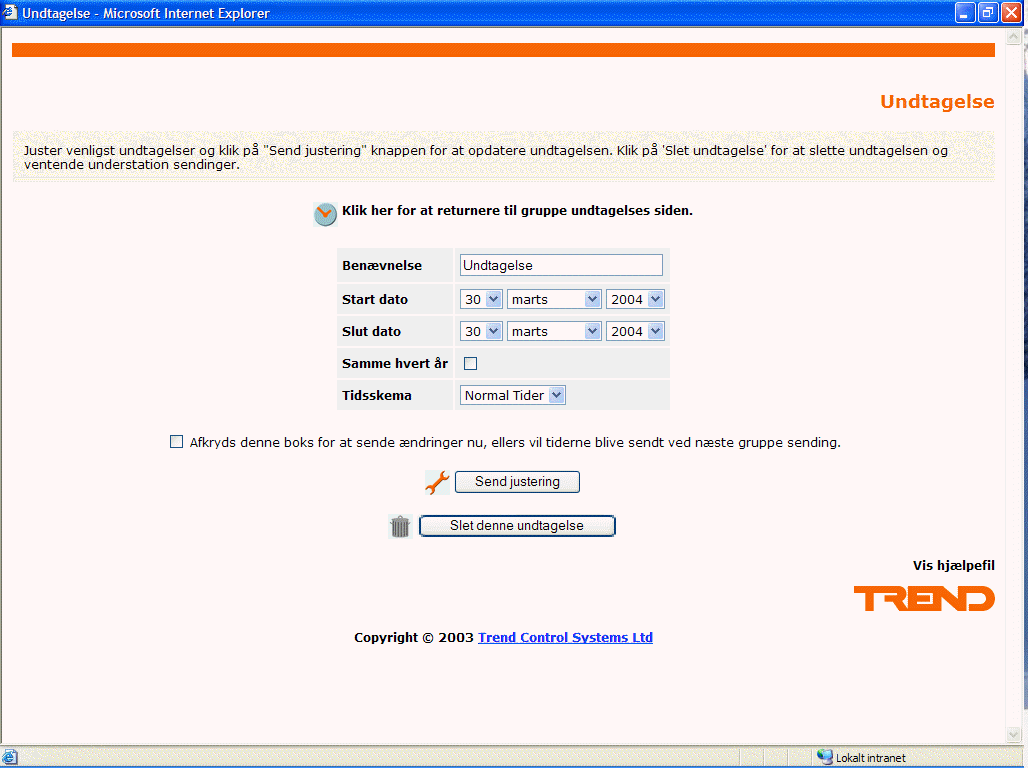 Undtagelse - Microsoft Internet Explorer
Undtagelse
Juster venligst undtagelser og klik på "Send justering" knappen for at opdatere undtagelsen. Klik på 'Slet undtagelse' for at slette undtagelsen og
ventende understation sendinger.
Klik her for at returnere til gruppe undtagelses siden.
Benævnelse Undtagelse
Start dato 30 marts 2004
Slut dato 30 marts 2004
Samme hvert år
Tidsskema Normal Tider
Afkryds denne boks for at sende ændringer nu, ellers vil tiderne blive sendt ved næste gruppe sending.
Send justering
Slet denne undtagelse
Vis hjælpefil
TREND
Copyright © 2003 Trend Control Systems Ltd
Lokalt intranet